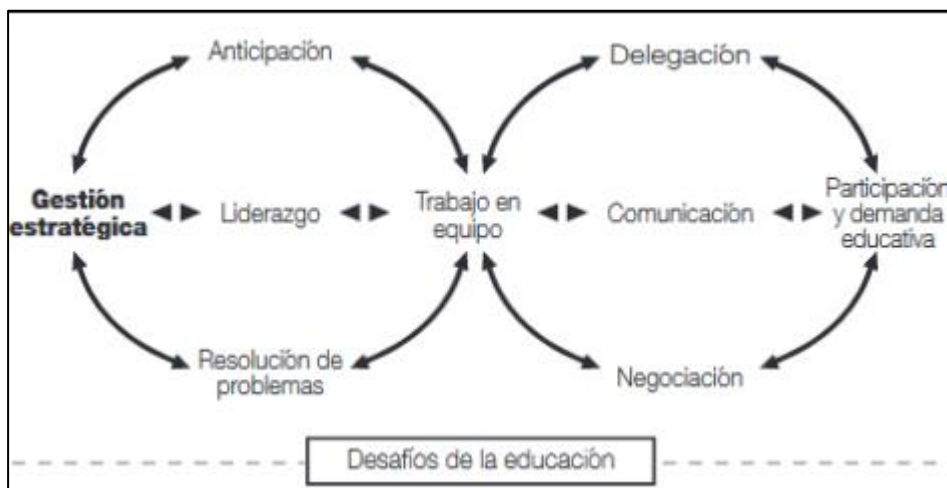 Anticipación
Delegación
Gestión
estratégica
Liderazgo
Trabajo en
equipo
Comunicación
Participación
y demanda
educativa
Resolución de
problemas
Negociación
Desafíos de la educación